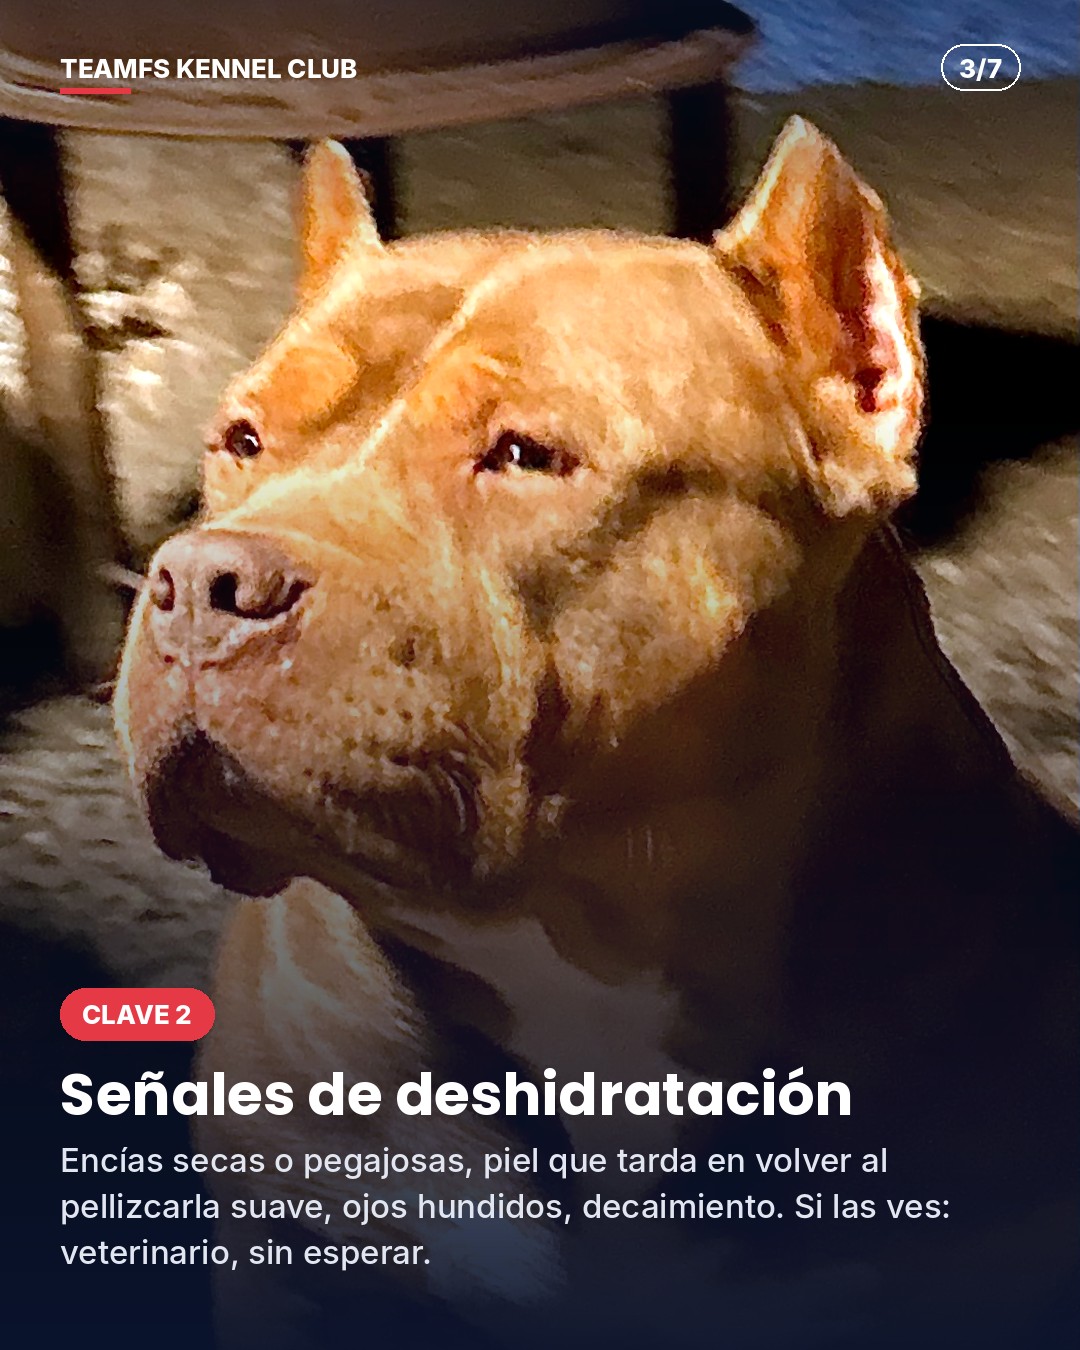 TEAMFS KENNEL CLUB
3/7
CLAVE 2
Señales de deshidratación
Encías secas o pegajosas, piel que tarda en volver al
pellizcarla suave, ojos hundidos, decaimiento. Si las ves:
veterinario, sin esperar.